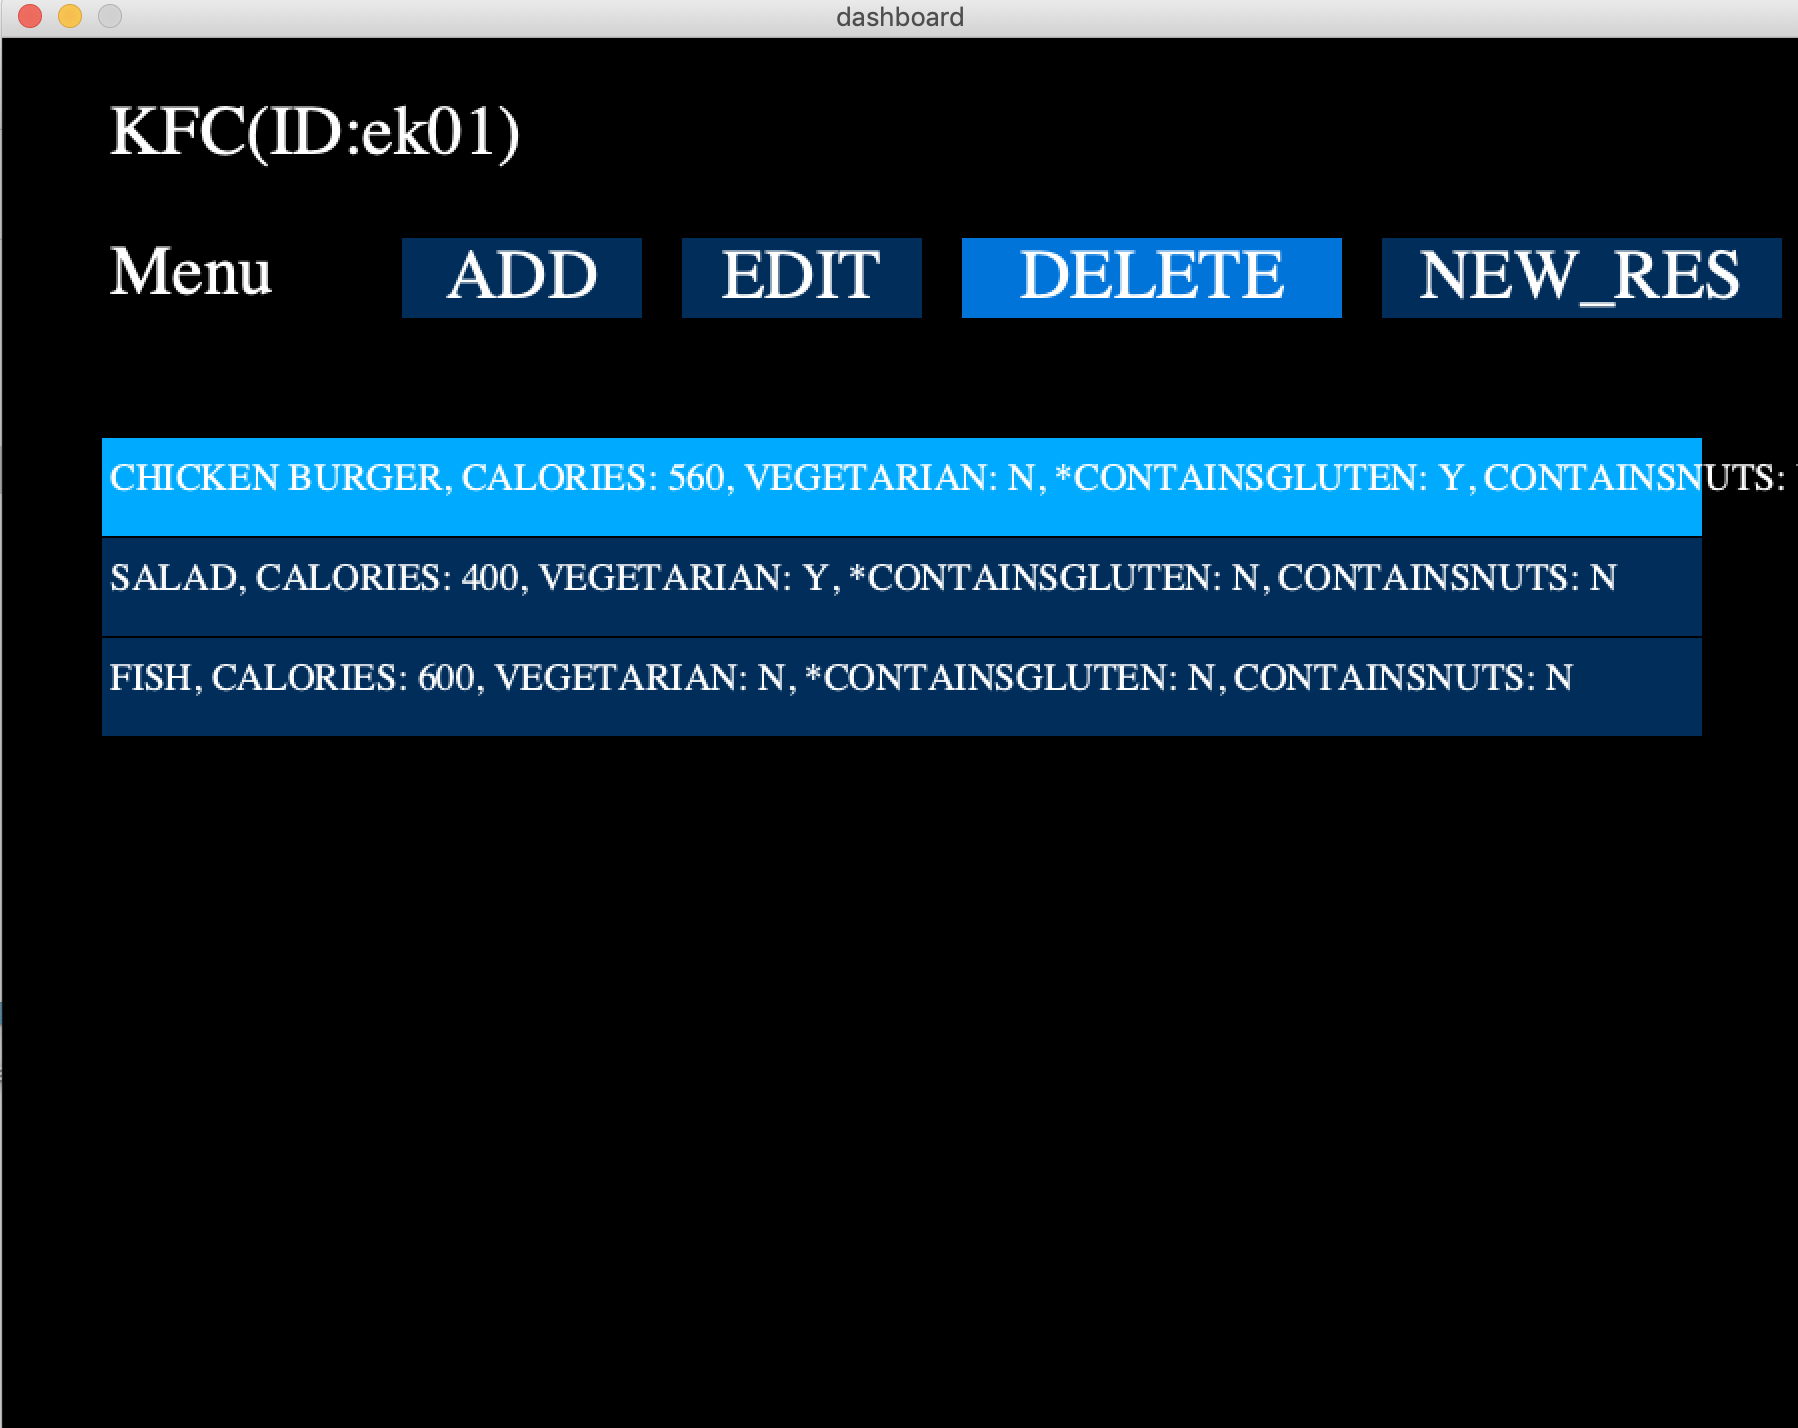 dashboard
KFC(ID:ek01)
Menu ADD EDIT DELETE NEW_RES
CHICKEN BURGER, CALORIES: 560, VEGETARIAN: N, *CONTAINSGLUTEN: Y, CONTAINSNUTS:
SALAD, CALORIES: 400, VEGETARIAN: Y, *CONTAINSGLUTEN: N, CONTAINSNUTS: N
FISH, CALORIES: 600, VEGETARIAN: N, *CONTAINSGLUTEN: N, CONTAINSNUTS: N